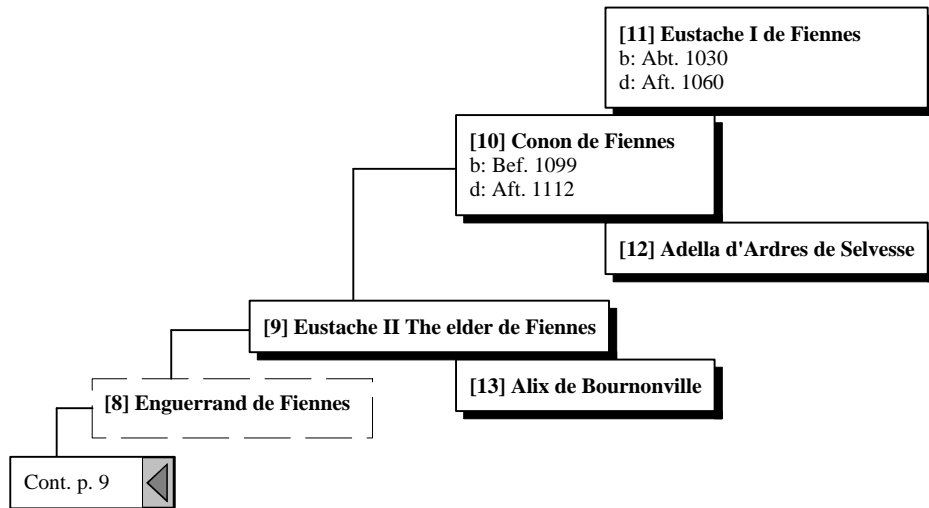 [11] Eustache I de Fiennes
b: Abt. 1030
d: Aft. 1060
[10] Conon de Fiennes
b: Bef. 1099
d: Aft. 1112
[12] Adella d'Ardres de Selvesse
[9] Eustache II The elder de Fiennes
[13] Alix de Bournonville
[8] Enguerrand de Fiennes
Cont. p. 9